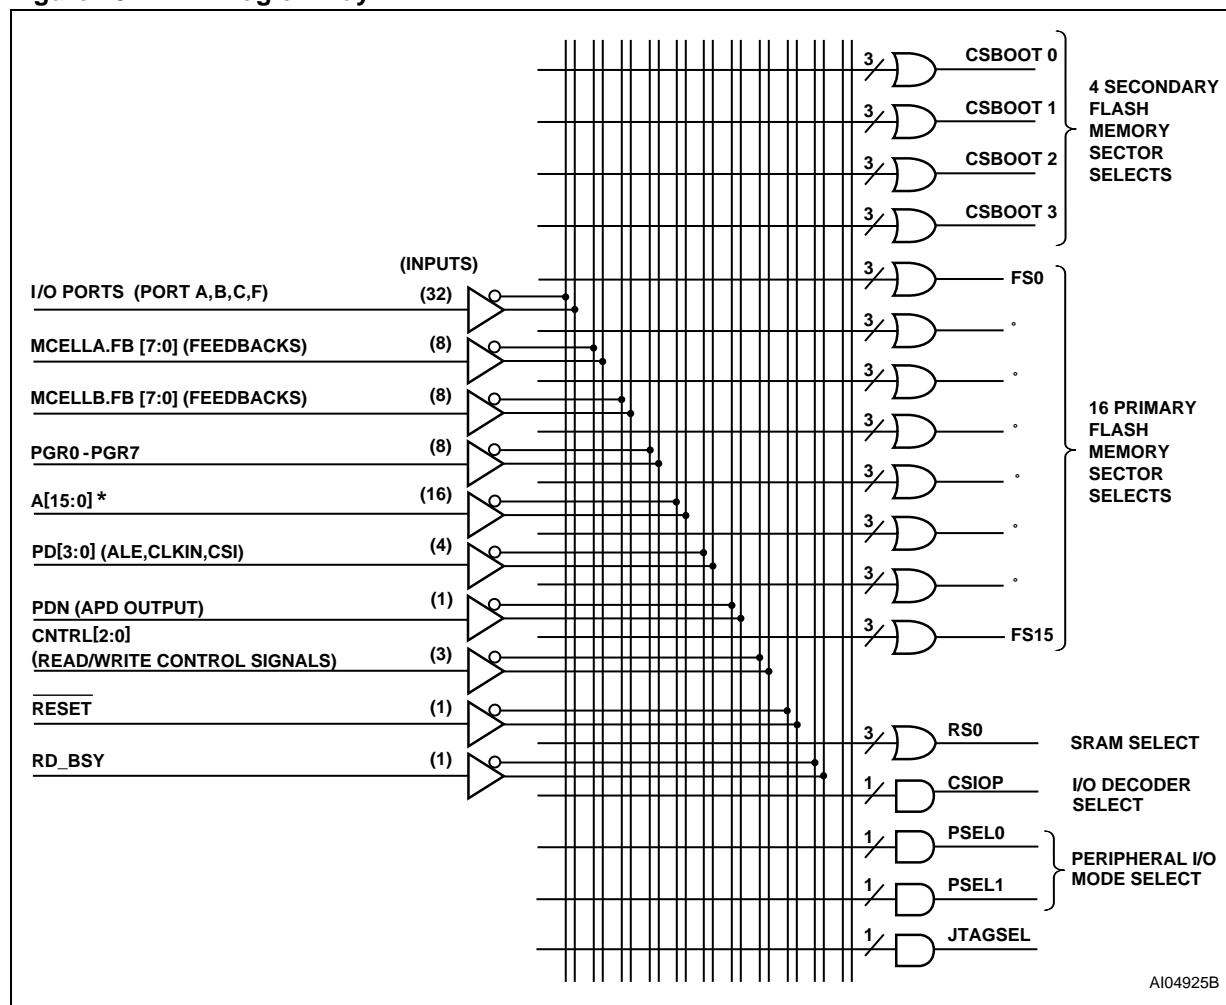 3 CSBOOT 0
3 CSBOOT 1
3 CSBOOT 2
3 CSBOOT 3
4 SECONDARY
FLASH
MEMORY
SECTOR
SELECTS
(INPUTS)
I/O PORTS (PORT A,B,C,F) (32)
MCELLA.FB [7:0] (FEEDBACKS) (8)
MCELLB.FB [7:0] (FEEDBACKS) (8)
PGR0 -PGR7 (8)
A[15:0] * (16)
PD[3:0] (ALE,CLKIN,CSI) (4)
PDN (APD OUTPUT) (1)
CNTRL[2:0]
(READ/WRITE CONTROL SIGNALS) (3)
RESET (1)
RD_BSY (1)
3 FS0
3 °
3 °
3 °
3 °
3 °
3 °
3 FS15
16 PRIMARY
FLASH
MEMORY
SECTOR
SELECTS
3 RS0 SRAM SELECT
1 CSIOP I/O DECODER
SELECT
1 PSEL0
1 PSEL1
PERIPHERAL I/O
MODE SELECT
1 JTAGSEL
AI04925B